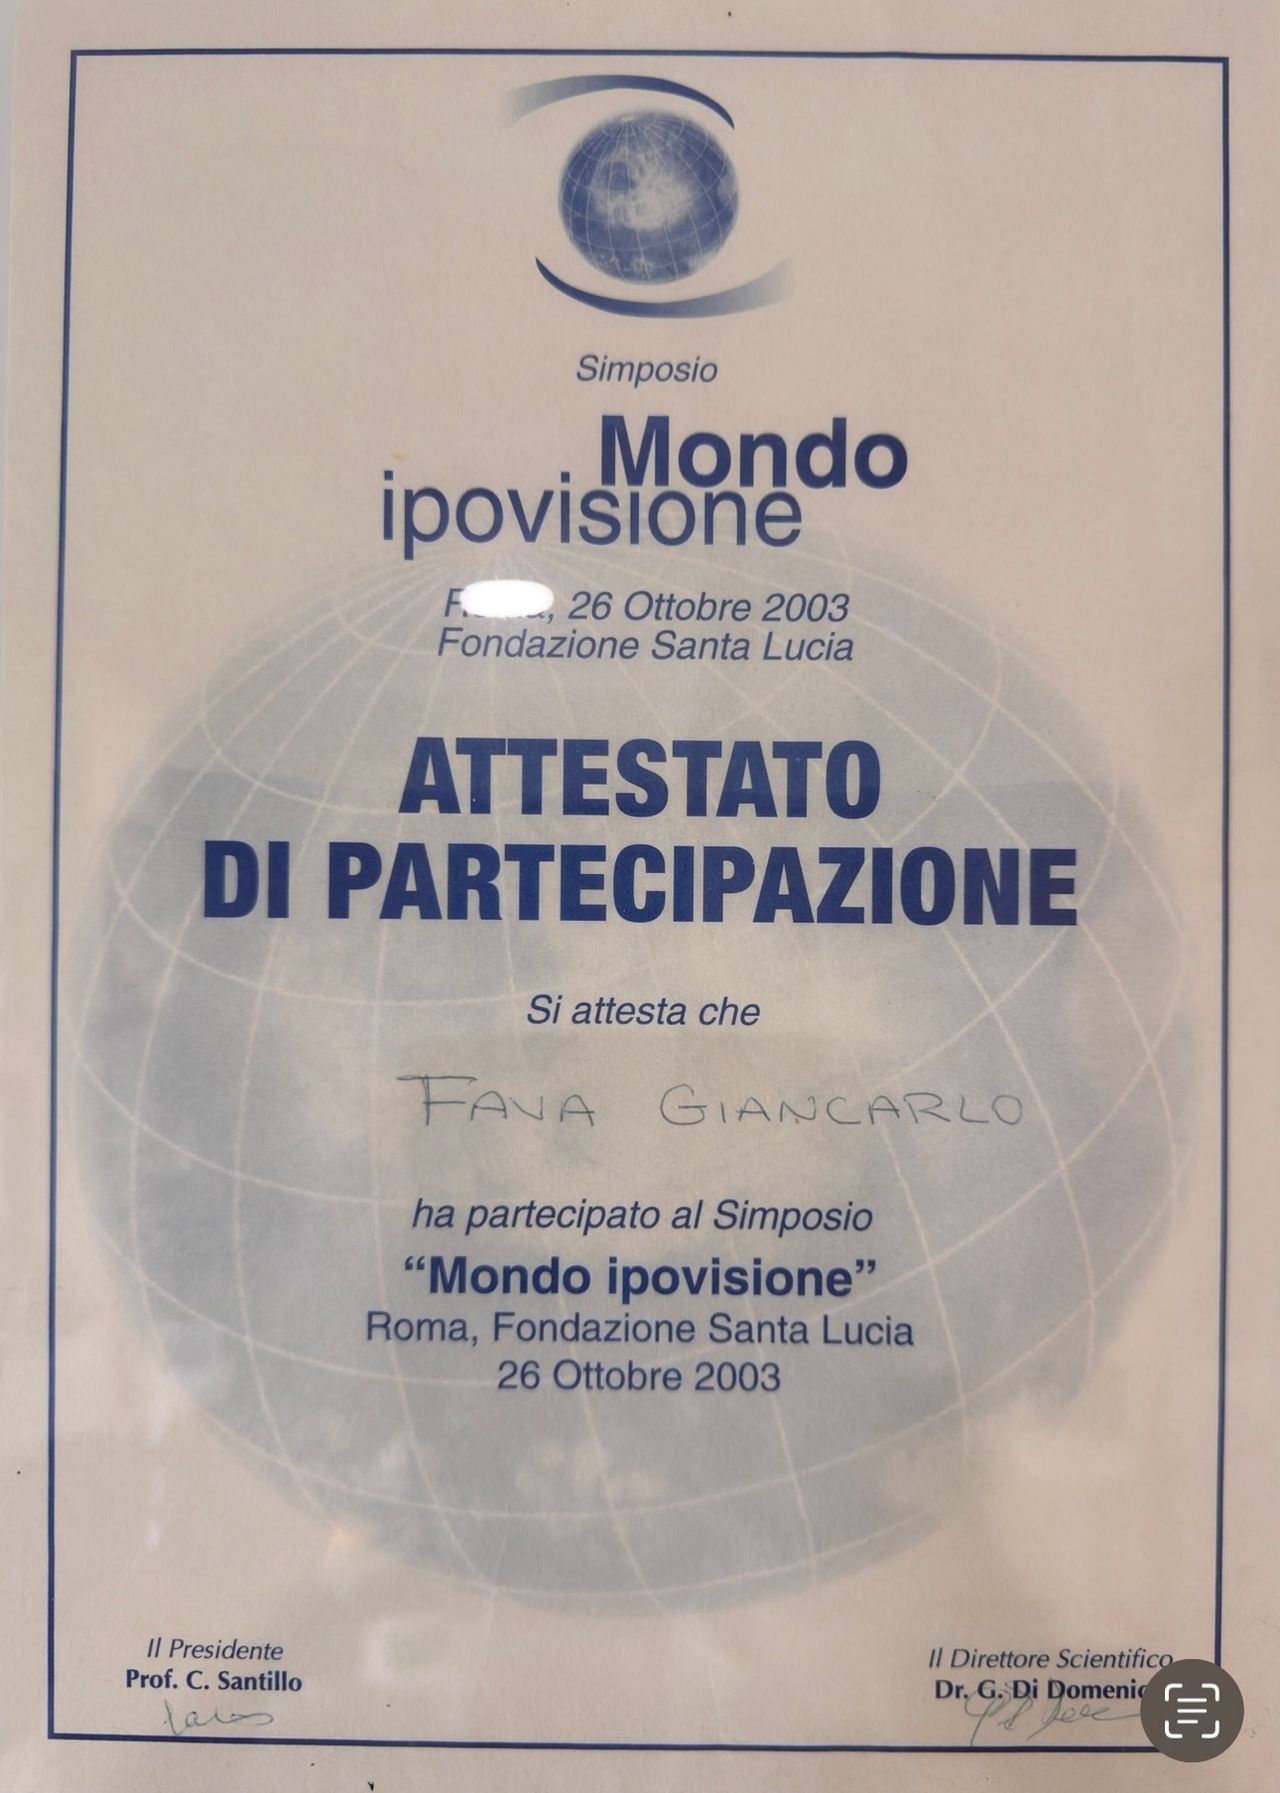 Simposio
Mondo
ipovisione
26 Ottobre 2003
Fondazione Santa Lucia
ATTESTATO
DI PARTECIPAZIONE
Si attesta che
FAVA GIANCARLO
ha partecipato al Simposio
“Mondo ipovisione”
Roma, Fondazione Santa Lucia
26 Ottobre 2003
Il Presidente
Prof. C. Santillo
Il Direttore Scientifico
Dr. G. Di